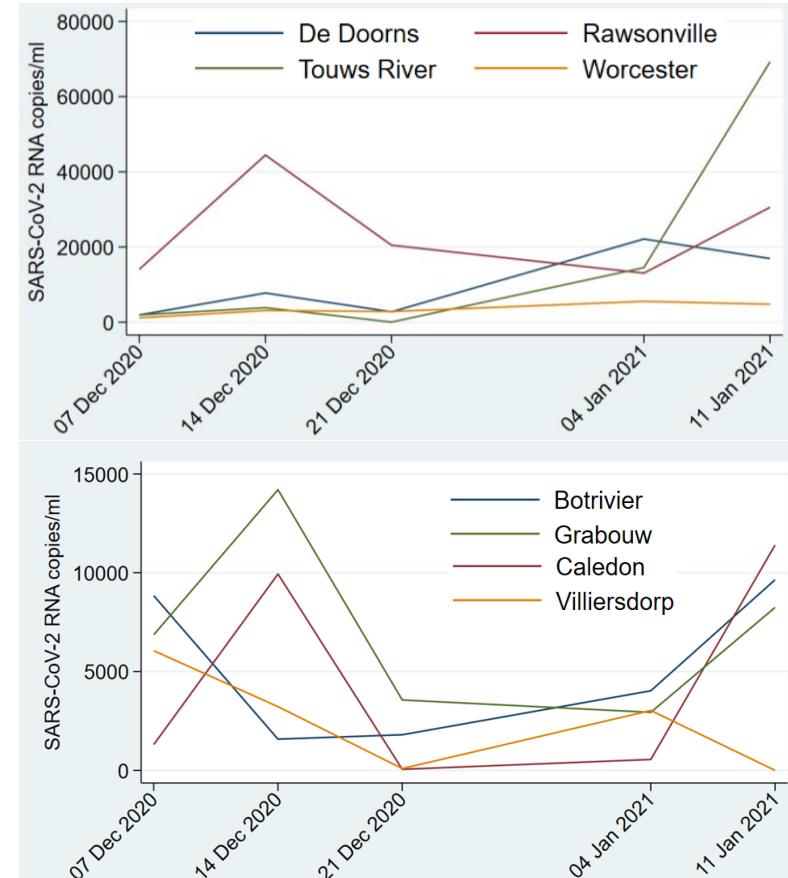 SARS-CoV-2 RNA copies/ml
80000
60000
40000
20000
0
De Doorns
Rawsonville
Touws River
Worcester
07 Dec 2020
14 Dec 2020
21 Dec 2020
04 Jan 2021
11 Jan 2021
SARS-CoV-2 RNA copies/ml
15000
10000
5000
0
Botrivier
Grabouw
Caledon
Villiersdorp
07 Dec 2020
14 Dec 2020
21 Dec 2020
04 Jan 2021
11 Jan 2021